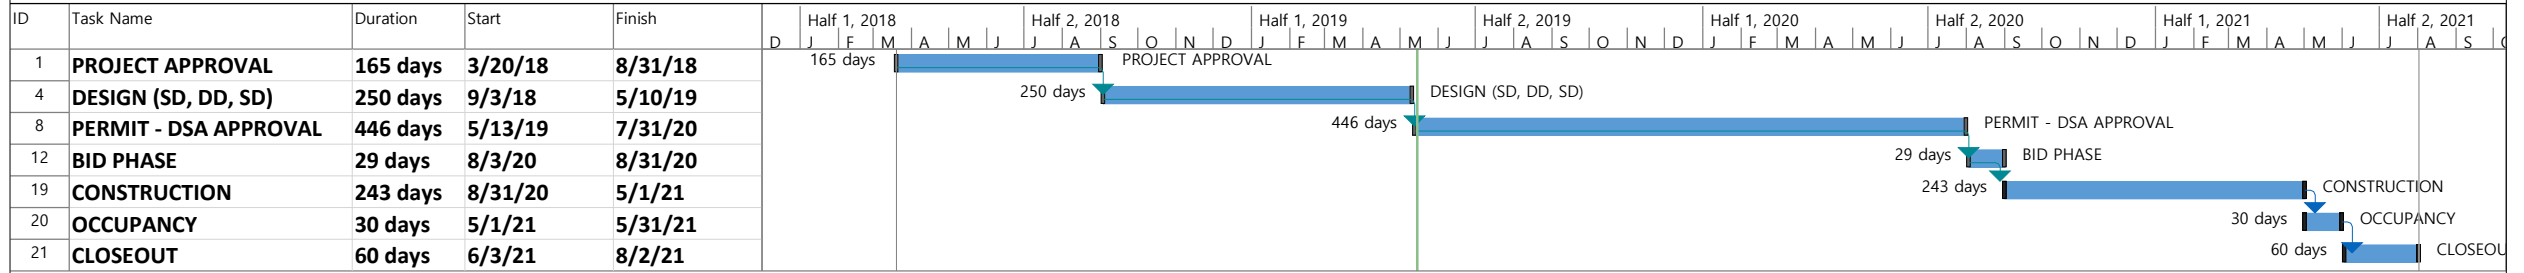 ID Task Name Duration Start Finish Half 1, 2018 Half 2, 2018 Half 1, 2019 Half 2, 2019 Half 1, 2020 Half 2, 2020 Half 1, 2021 Half 2, 2021
D J F M A M J J A S O N D J F M A M J J A S O N D J F M A M J J A S O N D J F M A M J J A S
1 PROJECT APPROVAL 165 days 3/20/18 8/31/18 165 days PROJECT APPROVAL
4 DESIGN (SD, DD, SD) 250 days 9/3/18 5/10/19 250 days DESIGN (SD, DD, SD)
8 PERMIT - DSA APPROVAL 446 days 5/13/19 7/31/20 446 days PERMIT - DSA APPROVAL
12 BID PHASE 29 days 8/3/20 8/31/20 29 days BID PHASE
19 CONSTRUCTION 243 days 8/31/20 5/1/21 243 days CONSTRUCTION
20 OCCUPANCY 30 days 5/1/21 5/31/21 30 days OCCUPANCY
21 CLOSEOUT 60 days 6/3/21 8/2/21 60 days CLOSEOU